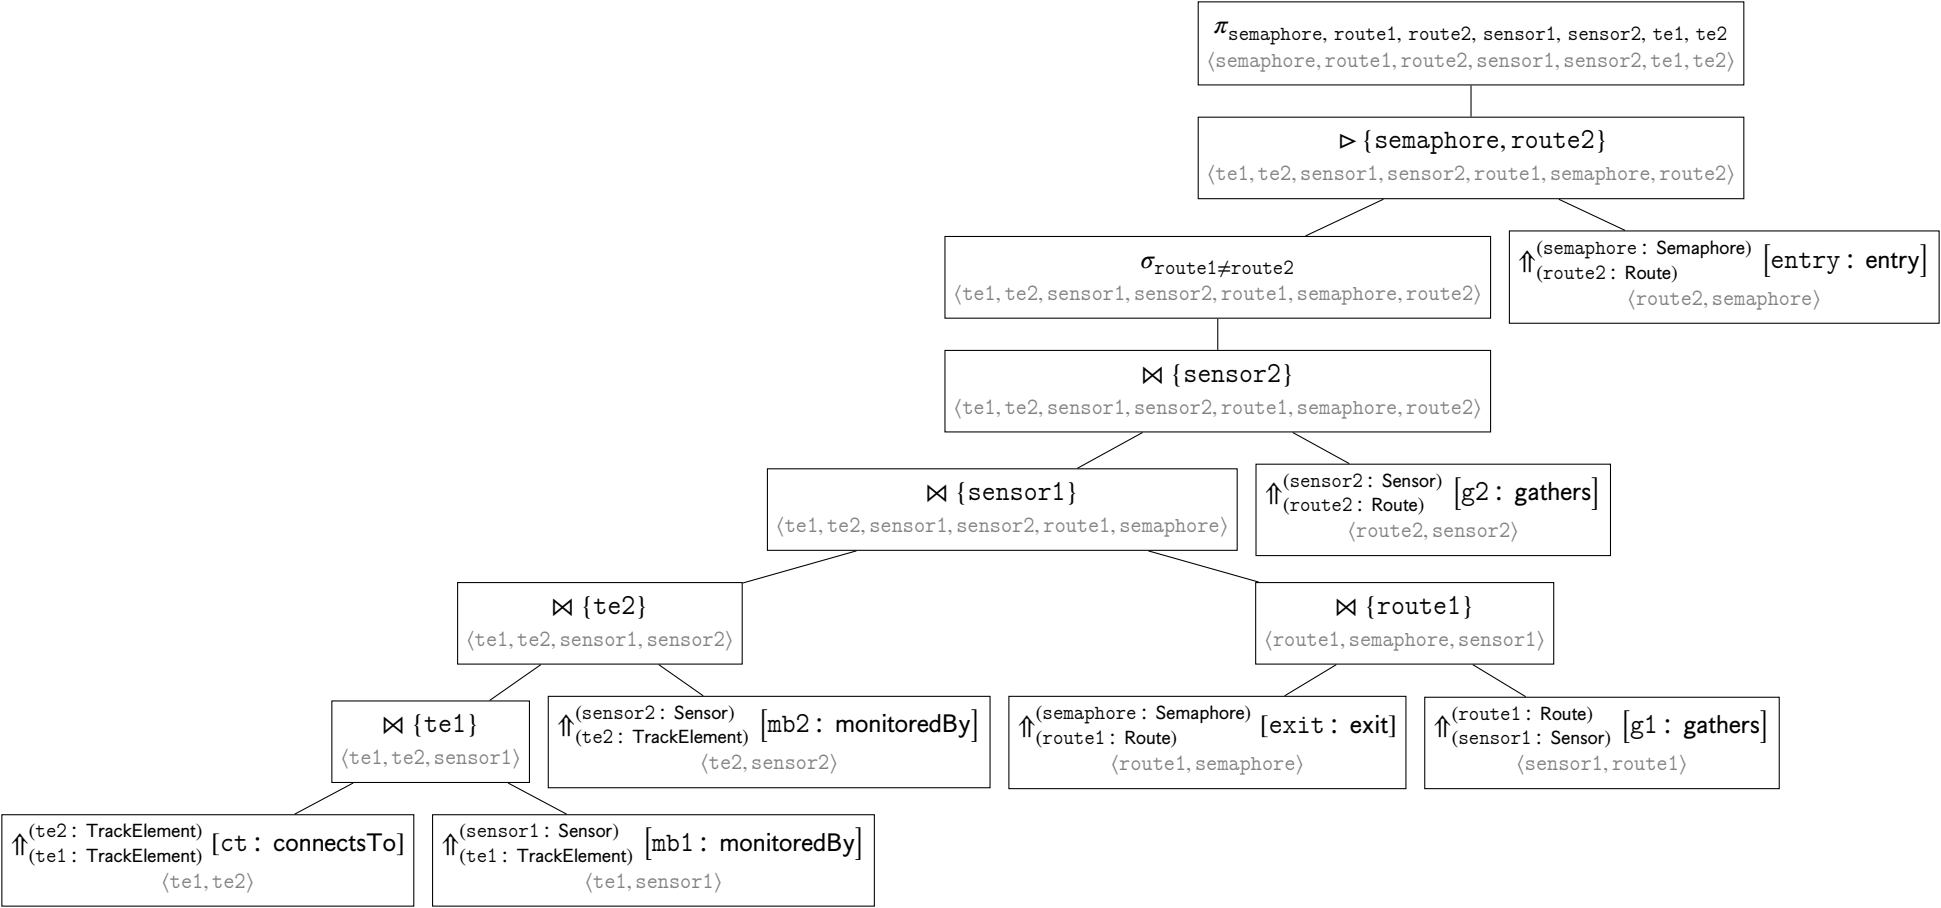 π semaphore, route1, route2, sensor1, sensor2, te1, te2
⟨semaphore, route1, route2, sensor1, sensor2, te1, te2⟩
▷ {semaphore, route2}
⟨te1, te2, sensor1, sensor2, route1, semaphore, route2⟩
σ route1≠route2
⟨te1, te2, sensor1, sensor2, route1, semaphore, route2⟩
⇑ (semaphore: Semaphore) (route2: Route) [entry: entry]
⟨route2, semaphore⟩
⋈ {sensor2}
⟨te1, te2, sensor1, sensor2, route1, semaphore, route2⟩
⋈ {sensor1}
⟨te1, te2, sensor1, sensor2, route1, semaphore⟩
⇑ (sensor2: Sensor) (route2: Route) [g2: gathers]
⟨route2, sensor2⟩
⋈ {te2}
⟨te1, te2, sensor1, sensor2⟩
⋈ {route1}
⟨route1, semaphore, sensor1⟩
⋈ {te1}
⟨te1, te2, sensor1⟩
⇑ (sensor2: Sensor) (te2: TrackElement) [mb2: monitoredBy]
⟨te2, sensor2⟩
⇑ (semaphore: Semaphore) (route1: Route) [exit: exit]
⟨route1, semaphore⟩
⇑ (route1: Route) (sensor1: Sensor) [g1: gathers]
⟨sensor1, route1⟩
⇑ (te2: TrackElement) (te1: TrackElement) [ct: connectsTo]
⟨te1, te2⟩
⇑ (sensor1: Sensor) (te1: TrackElement) [mb1: monitoredBy]
⟨te1, sensor1⟩